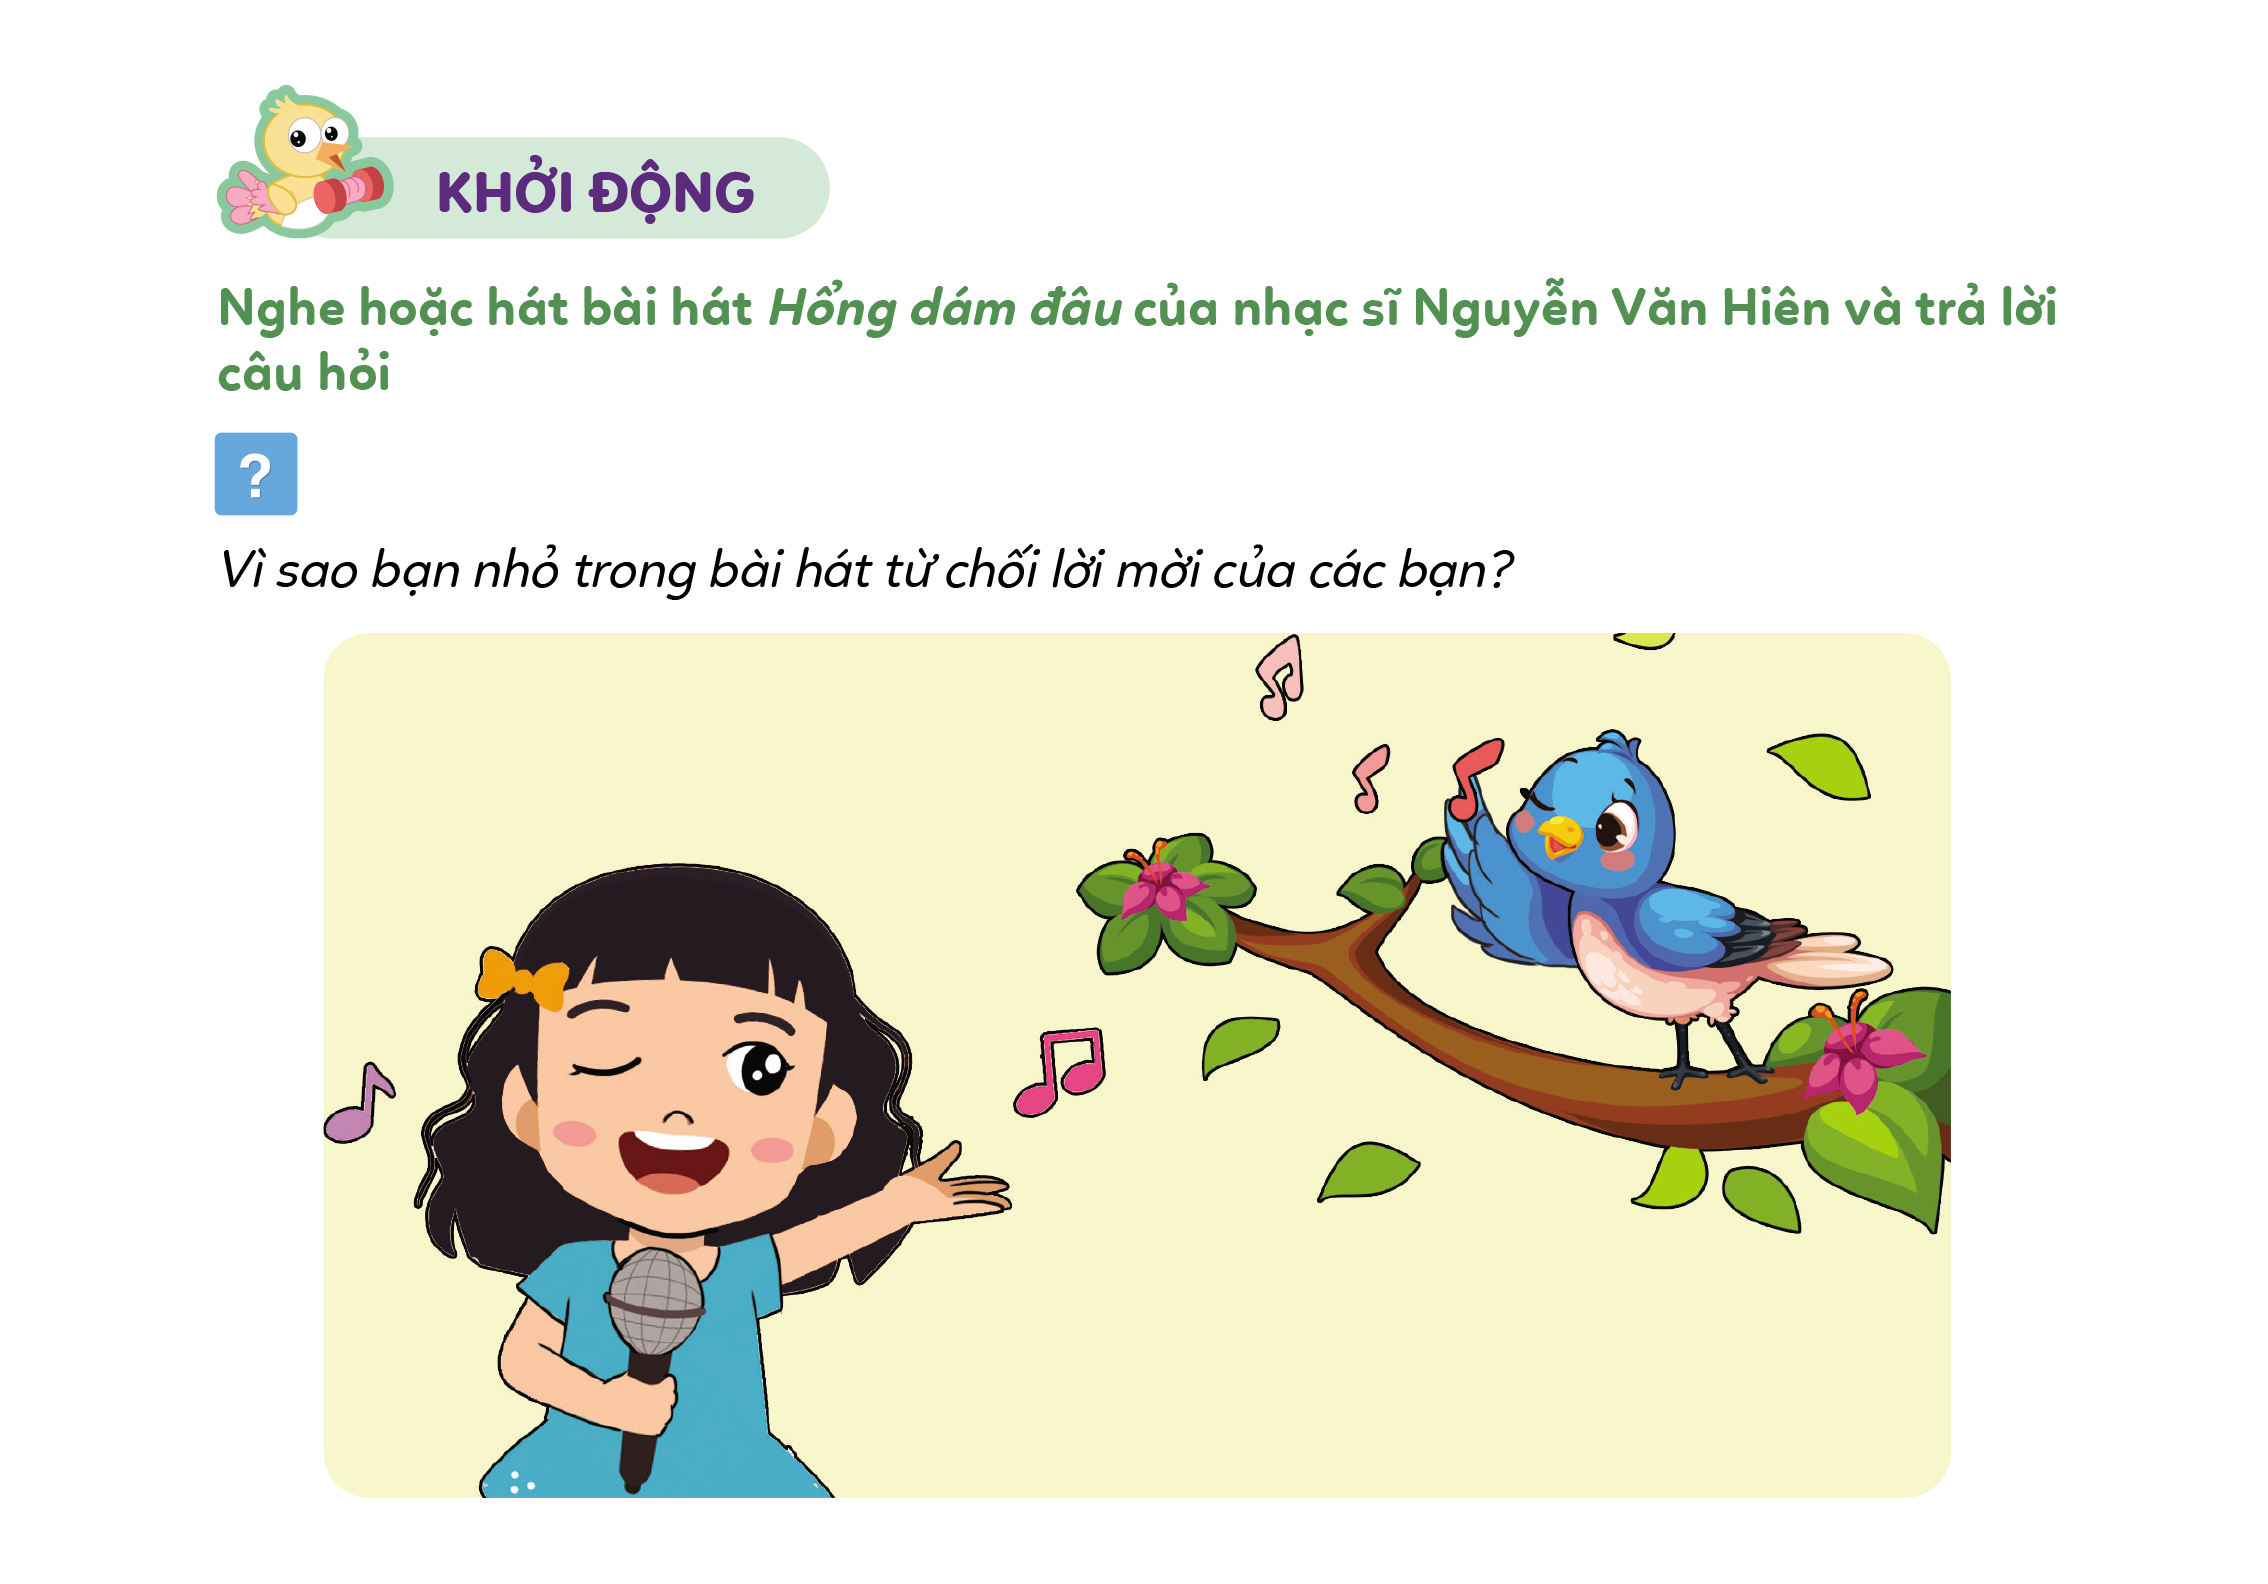 KHỞI ĐỘNG
Nghe hoặc hát bài hát Hổng dám đâu của nhạc sĩ Nguyễn Văn Hiên và trả lời
câu hỏi
?
Vì sao bạn nhỏ trong bài hát từ chối lời mời của các bạn?